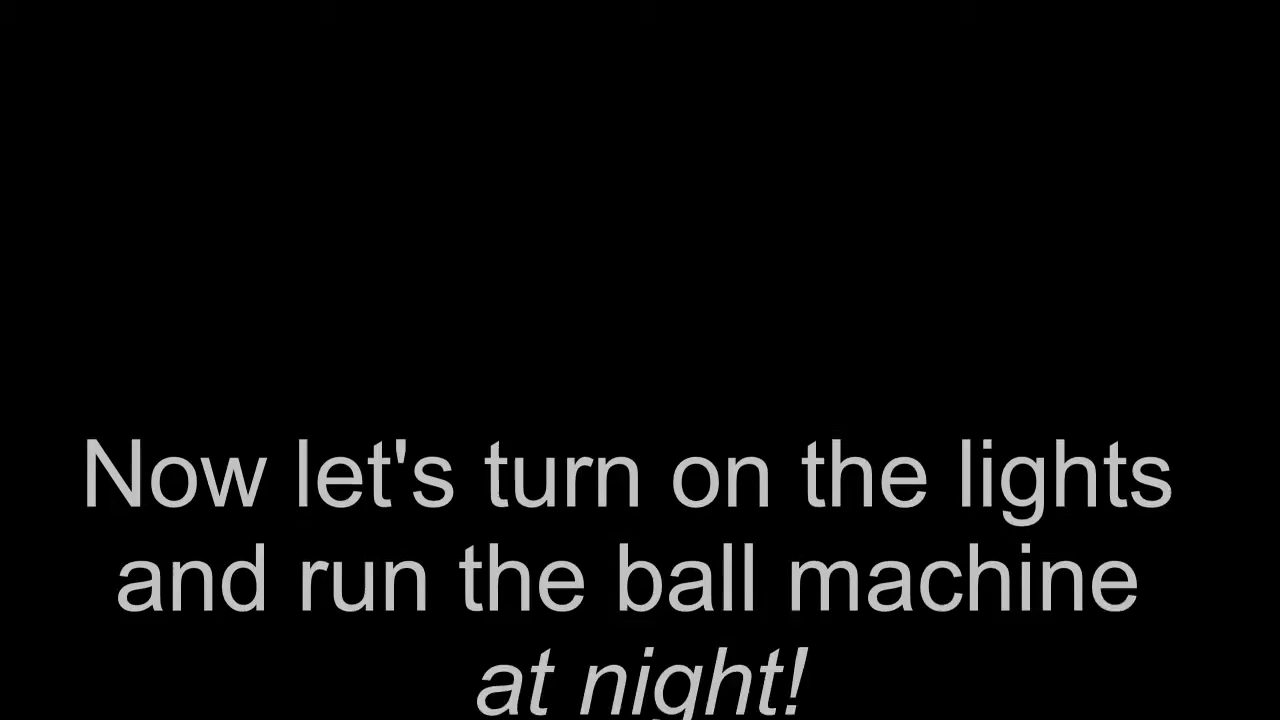 Now let's turn on the lights
and run the ball machine
at night!